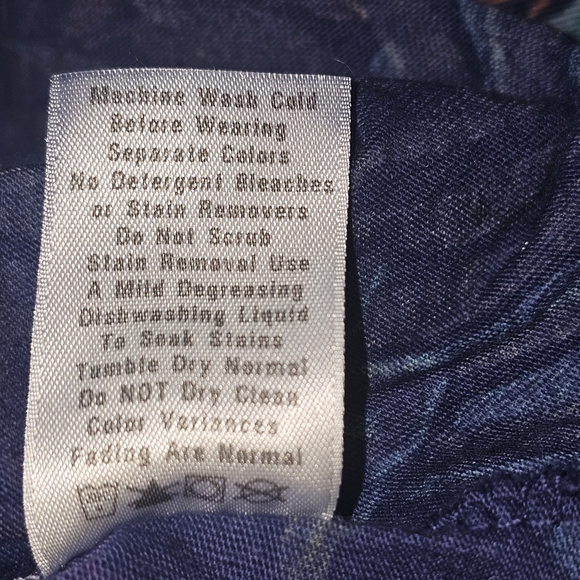 Machine Wash Cold
Before Wearing
Separate Colors
No Detergent Bleaches
or Stain Removers
Do Not Scrub
Stain Removal Use
A Mild Degreasing
Dishwashing Liquid
To Soak Stains
Tumble Dry Normal
Do NOT Dry Clean
Color Variances
Fading Are Normal